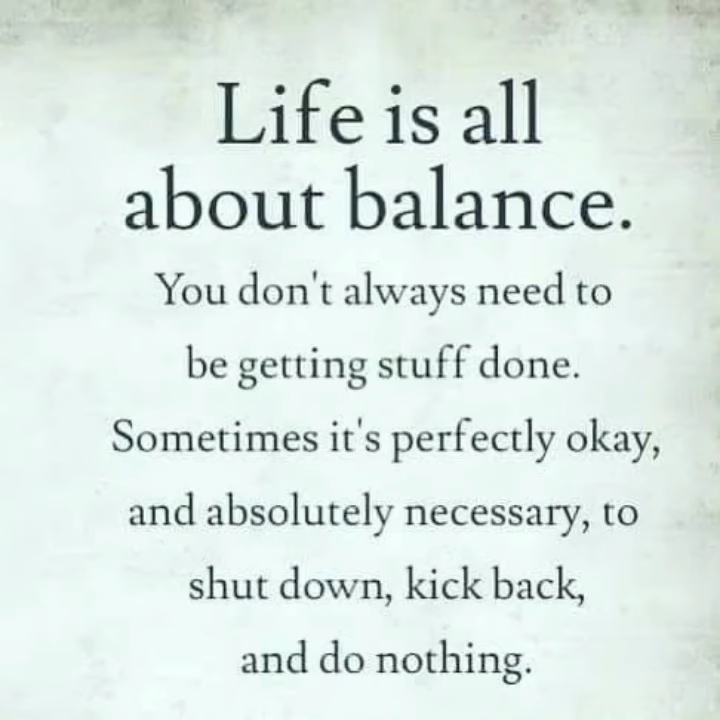 Life is all
about balance.
You don't always need to
be getting stuff done.
Sometimes it's perfectly okay,
and absolutely necessary, to
shut down, kick back,
and do nothing.